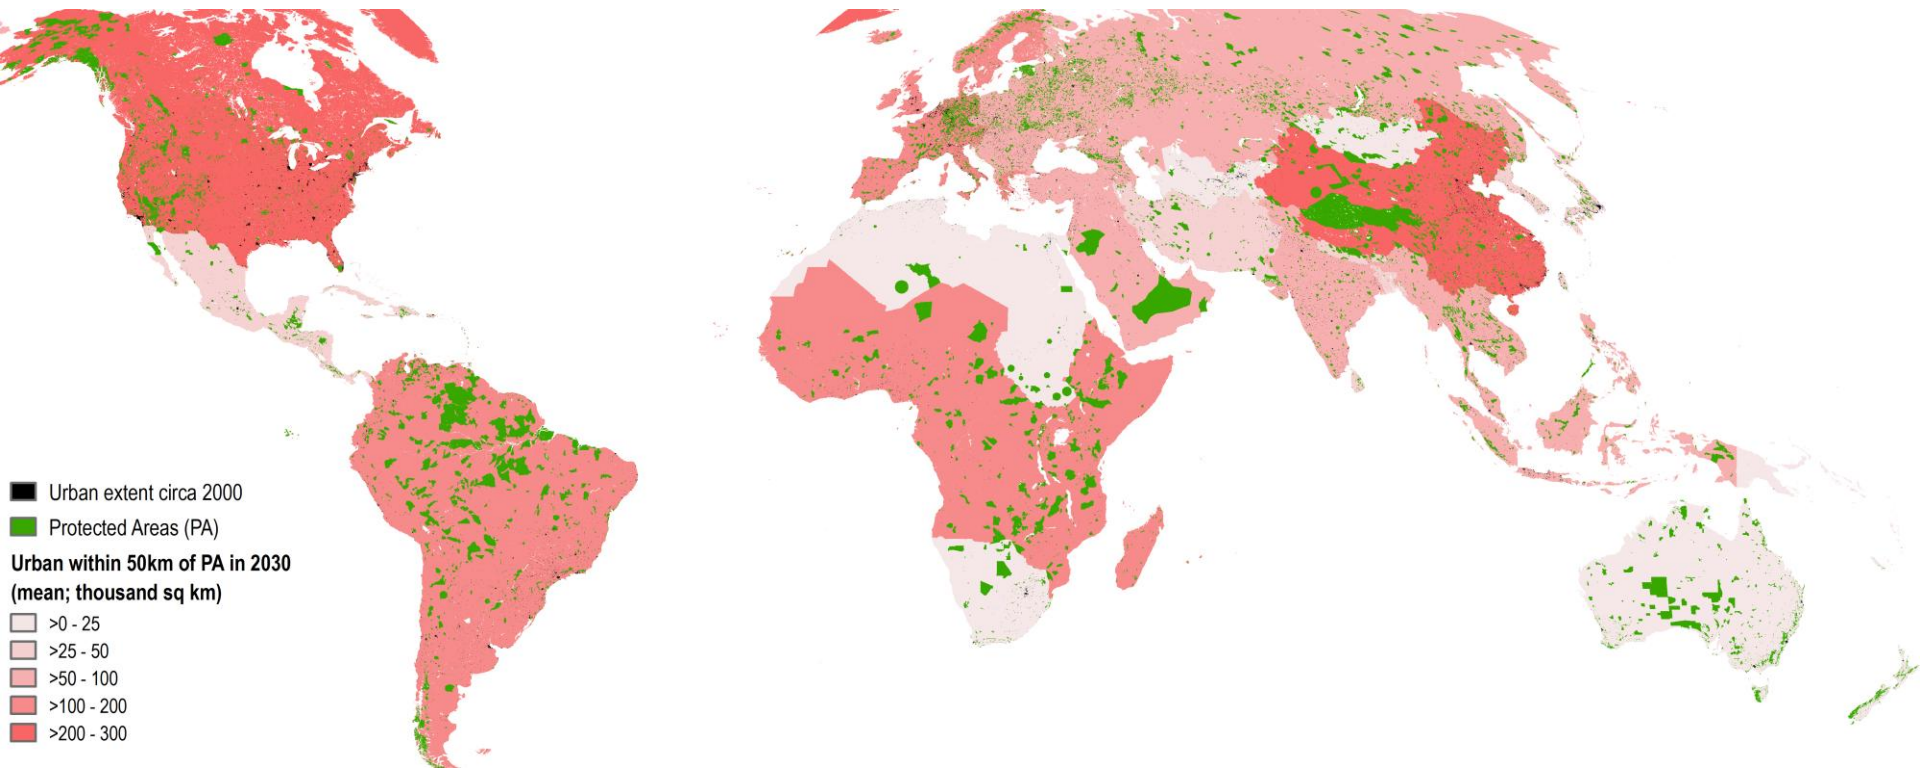 Urban extent circa 2000
Protected Areas (PA)
Urban within 50km of PA in 2030
(mean; thousand sq km)
>0 - 25
>25 - 50
>50 - 100
>100 - 200
>200 - 300